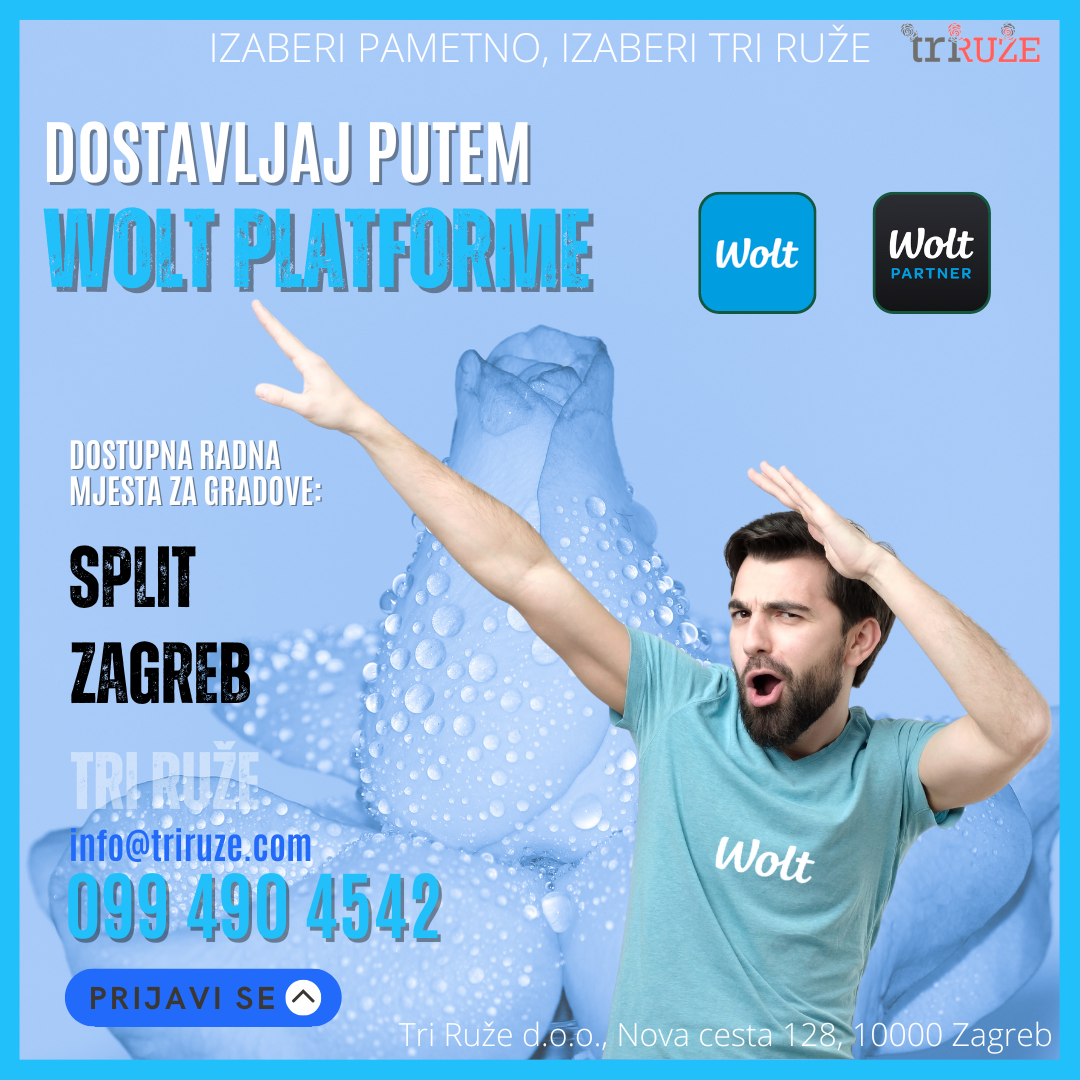 IZABERI PAMETNO, IZABERI TRI RUŽE
triRUŽE
DOSTAVLJAJ PUTEM
WOLT PLATFORME
Wolt
Wolt
PARTNER
DOSTUPNA RADNA
MJESTA ZA GRADOVE:
SPLIT
ZAGREB
TRI RUŽE
info@triruze.com
099 490 4542
Wolt
PRIJAVI SE
Tri Ruže d.o.o., Nova cesta 128, 10000 Zagreb